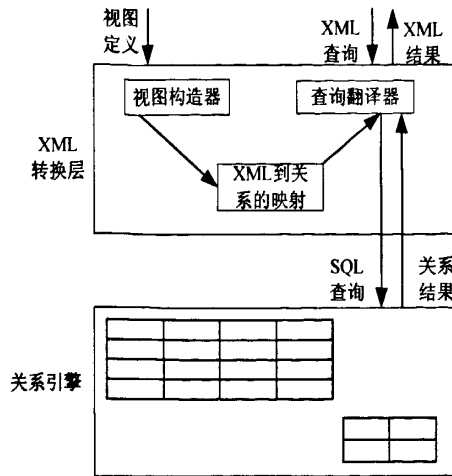 视图
定义
XML
查询
XML
结果
视图构造器
查询翻译器
XML
转换层
XML到关
系的映射
SQL
查询
关系
结果
关系引擎